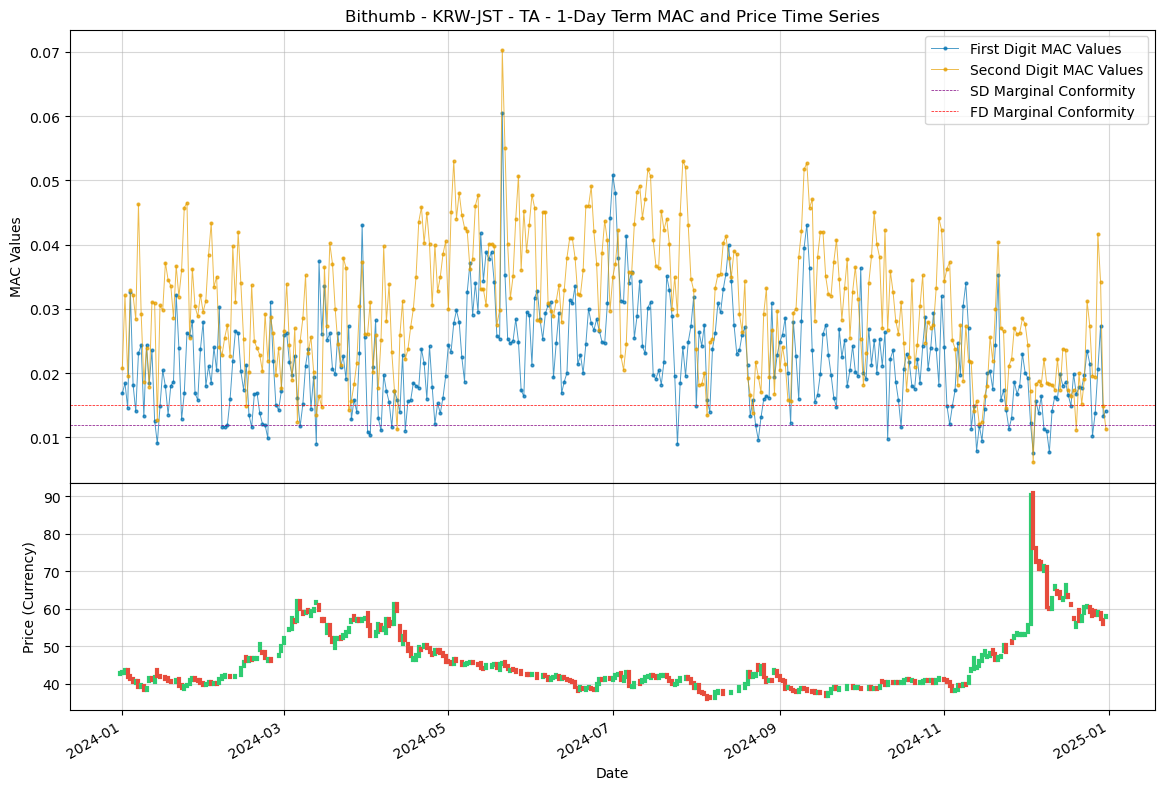 Bithumb - KRW-JST - TA - 1-Day Term MAC and Price Time Series
First Digit MAC Values
Second Digit MAC Values
SD Marginal Conformity
FD Marginal Conformity
MAC Values
0.07
0.06
0.05
0.04
0.03
0.02
0.01
Price (Currency)
90
80
70
60
50
40
2024-01
2024-03
2024-05
2024-07
2024-09
2024-11
2025-01
Date